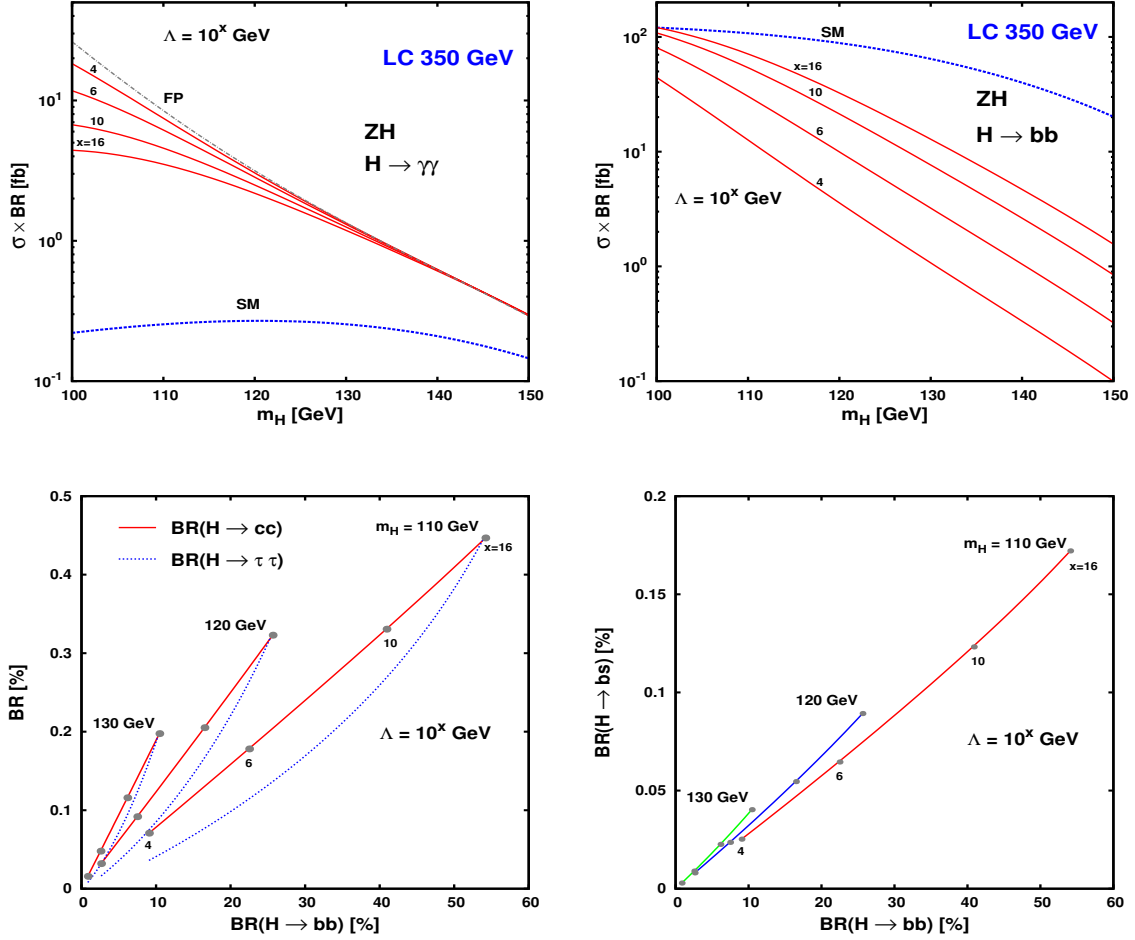 Λ = 10^x GeV
LC 350 GeV
4
FP
6
10
x=16
ZH
H → γγ
SM
σ × BR [fb]
10^1
10^0
10^-1
100 110 120 130 140 150
m_H [GeV]
LC 350 GeV
SM
x=16
10
ZH
6
H → bb
4
Λ = 10^x GeV
σ × BR [fb]
10^2
10^1
10^0
10^-1
100 110 120 130 140 150
m_H [GeV]
BR(H → cc)
BR(H → τ τ)
m_H = 110 GeV
x=16
120 GeV
10
130 GeV
Λ = 10^x GeV
6
4
BR [%]
0.5
0.4
0.3
0.2
0.1
0
0 10 20 30 40 50 60
BR(H → bb) [%]
m_H = 110 GeV
x=16
10
120 GeV
Λ = 10^x GeV
6
130 GeV
4
BR(H → bs) [%]
0.2
0.15
0.1
0.05
0
0 10 20 30 40 50 60
BR(H → bb) [%]